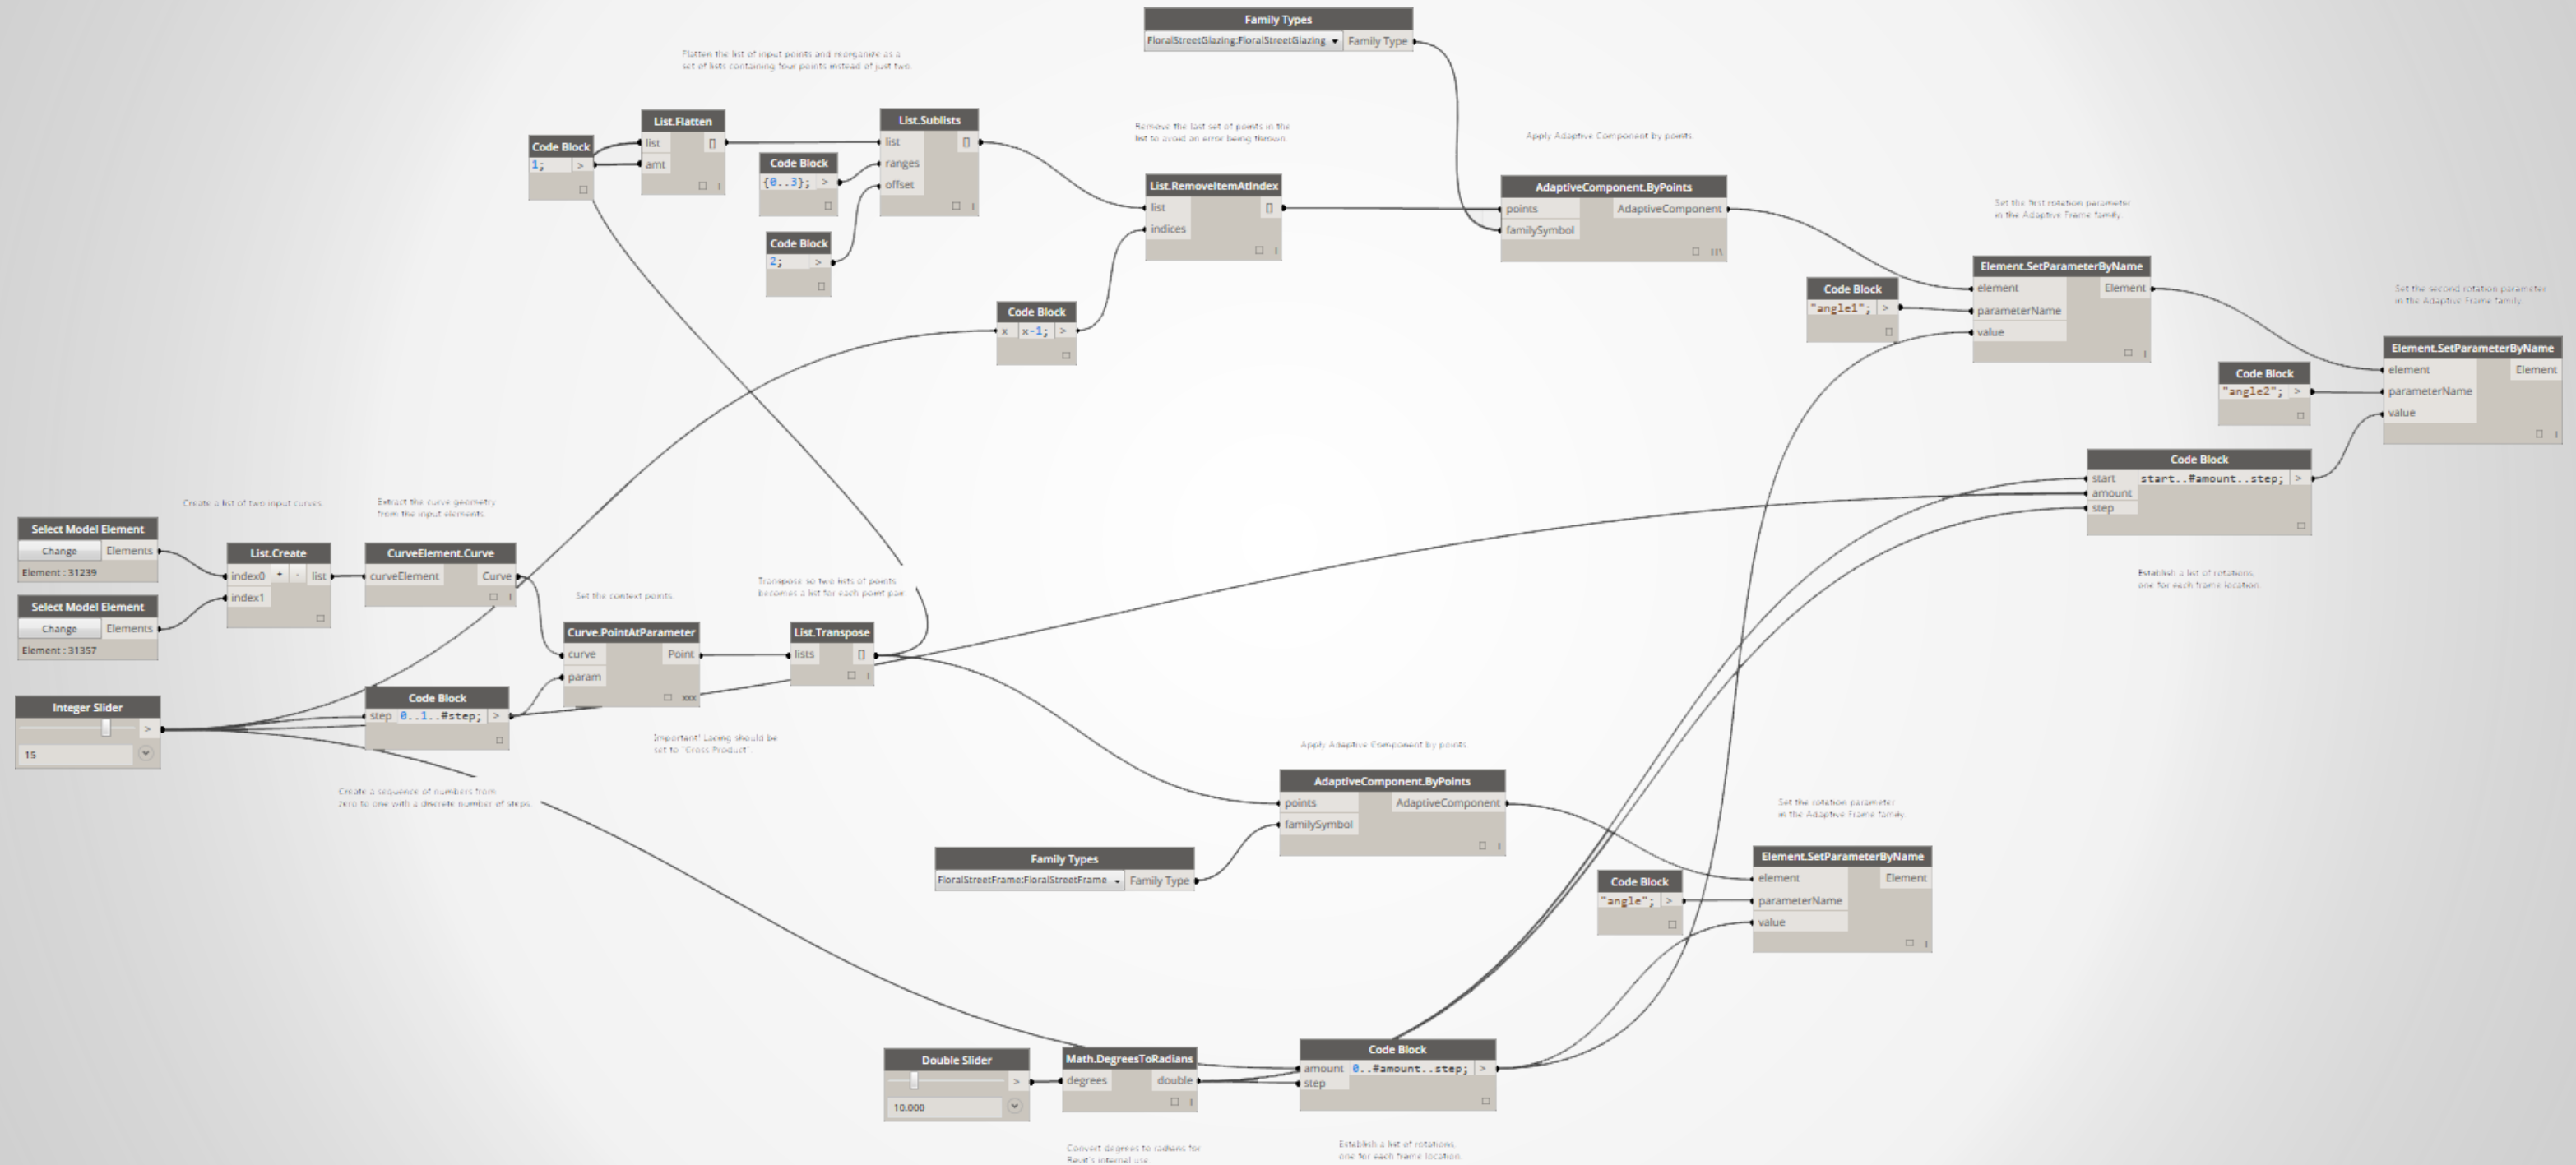 Family Types
FloralStreetGlazing:FloralStreetGlazing Family Type
Flatten the list of input points and reorganize as a
set of lists containing four points instead of just two.
Code Block
1; >
List.Flatten
list []
amt
Code Block
{0..3}; >
Code Block
2; >
List.Sublists
list []
ranges
offset
Remove the last set of points in the
list to avoid an error being thrown.
List.RemoveItemAtIndex
list []
indices
Code Block
x x-1; >
Apply Adaptive Component by points.
AdaptiveComponent.ByPoints
points AdaptiveComponent
familySymbol
Set the first rotation parameter
in the Adaptive Frame family.
Code Block
"angle1"; >
Element.SetParameterByName
element Element
parameterName
value
Set the second rotation parameter
in the Adaptive Frame family.
Code Block
"angle2"; >
Element.SetParameterByName
element Element
parameterName
value
Code Block
start start..#amount..step; >
amount
step
Establish a list of rotations,
one for each frame location.
Create a list of two input curves.
Select Model Element
Change Elements
Element : 31239
Select Model Element
Change Elements
Element : 31357
List.Create
index0 + - list
index1
Extract the curve geometry
from the input elements.
CurveElement.Curve
curveElement Curve
Integer Slider
>
15
Code Block
step 0..1..#step; >
Create a sequence of numbers from
zero to one with a discrete number of steps.
Set the context points.
Curve.PointAtParameter
curve Point
param
xxx
Important! Lacing should be
set to "Cross Product".
Transpose so two lists of points
becomes a list for each point pair.
List.Transpose
lists []
Apply Adaptive Component by points.
AdaptiveComponent.ByPoints
points AdaptiveComponent
familySymbol
Family Types
FloralStreetFrame:FloralStreetFrame Family Type
Set the rotation parameter
in the Adaptive Frame family.
Code Block
"angle"; >
Element.SetParameterByName
element Element
parameterName
value
Double Slider
>
10.000
Math.DegreesToRadians
degrees double
Convert degrees to radians for
Revit's internal use.
Code Block
amount 0..#amount..step; >
step
Establish a list of rotations,
one for each frame location.